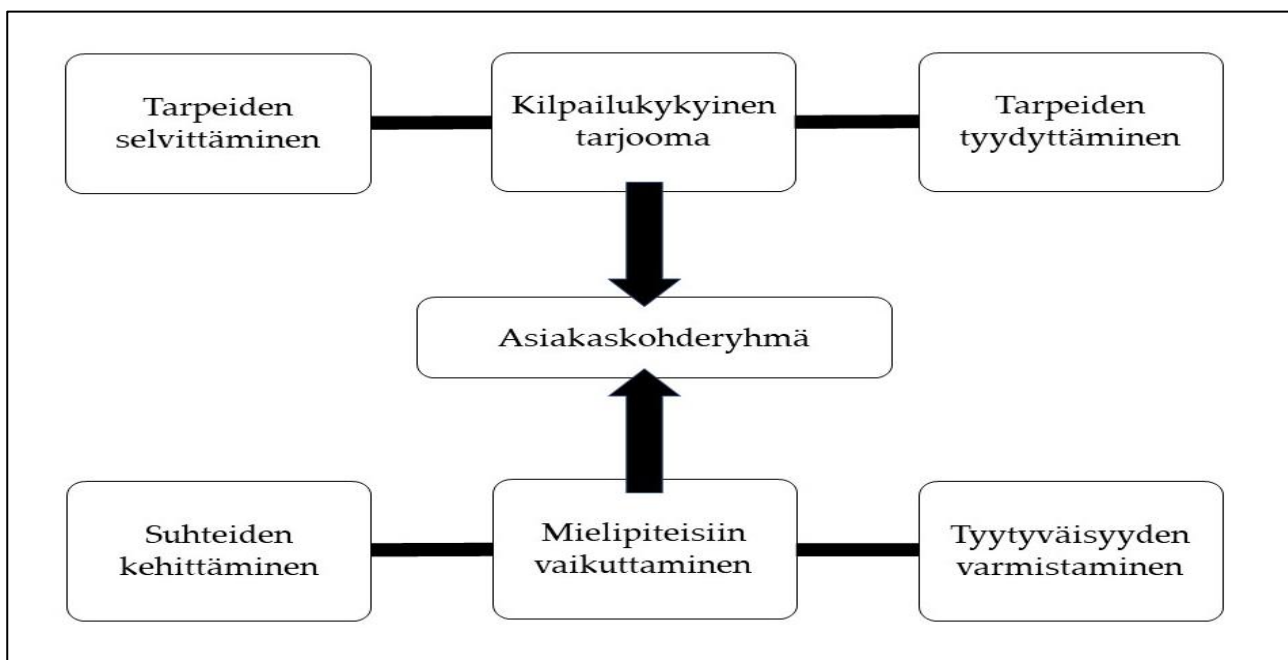 Tarpeiden
selvittäminen
Kilpailukykyinen
tarjooma
Tarpeiden
tyydyttäminen
Asiakaskohderyhmä
Suhteiden
kehittäminen
Mielipiteisiin
vaikuttaminen
Tyytyväisyyden
varmistaminen